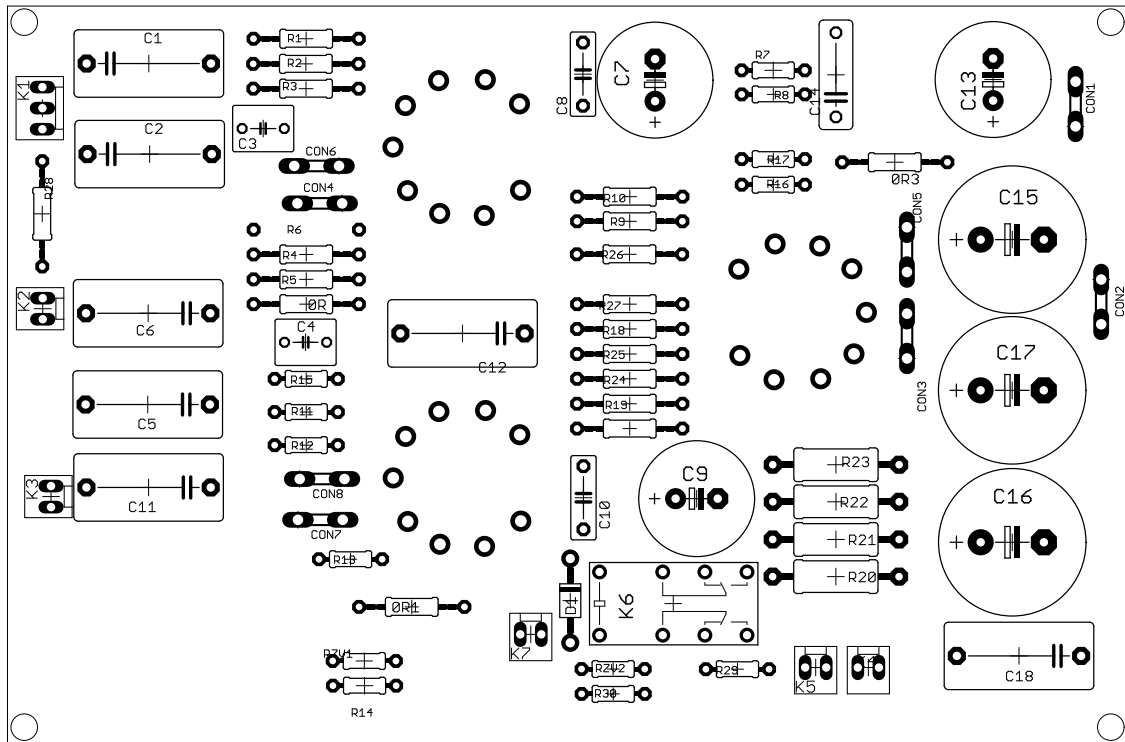 C1
R1
R2
R3
K1
C2
C3
R28
CON6
CON4
R6
R4
R5
0R
K2
C6
C4
C12
R15
C5
R11
R12
K3
C11
CON8
CON7
R13
0R1
R14
C8
C7
+
R7
R8
C14
C13
+
CON1
R17
R16
0R3
R10
R9
R26
CON5
C15
+
CON2
R27
R18
R25
R24
R19
C17
+
CON3
C9
+
C10
R23
R22
R21
R20
C16
+
D1
K6
K7
RZV2
R30
R29
K5
C18